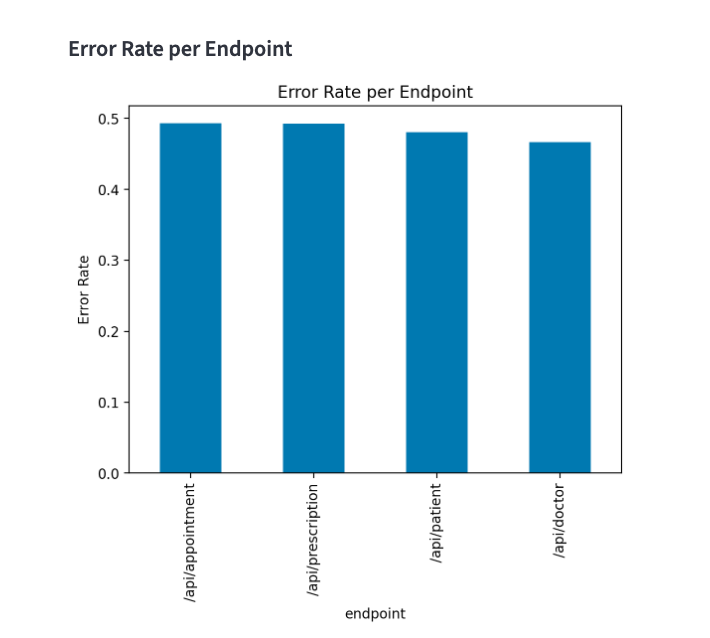 Error Rate per Endpoint
Error Rate per Endpoint
Error Rate
0.5
0.4
0.3
0.2
0.1
0.0
/api/appointment
/api/prescription
/api/patient
/api/doctor
endpoint